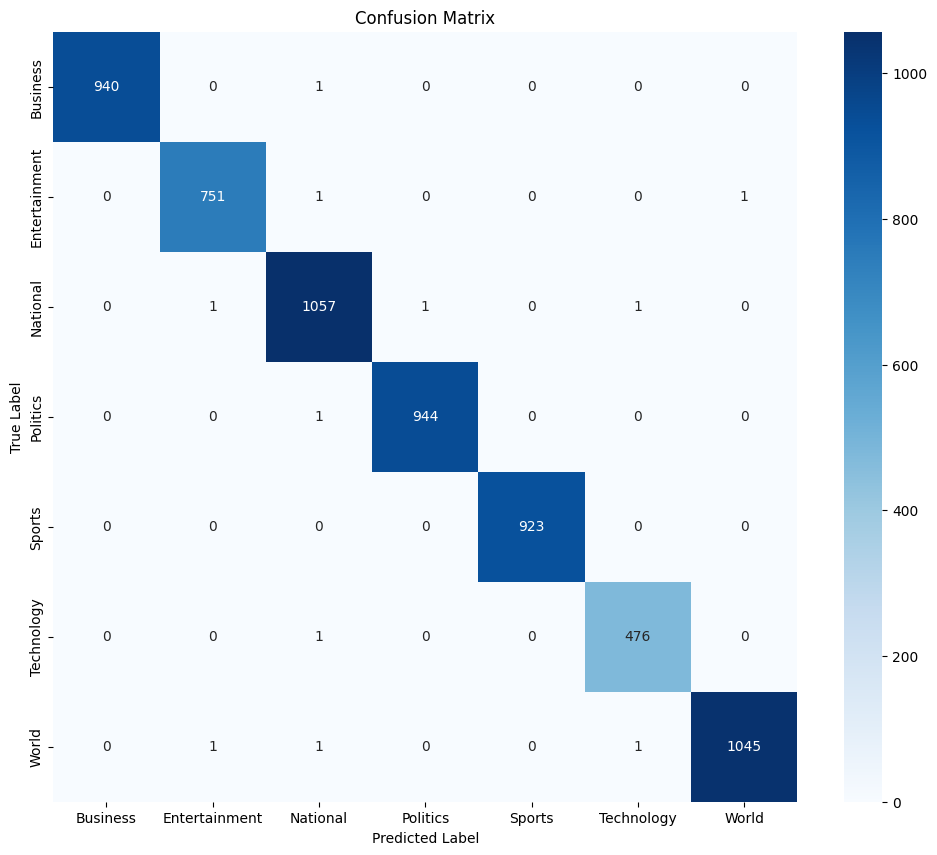 Confusion Matrix
Business 940 0 1 0 0 0 0
Entertainment 0 751 1 0 0 0 1
National 0 1 1057 1 0 1 0
Politics 0 0 1 944 0 0 0
Sports 0 0 0 0 923 0 0
Technology 0 0 1 0 0 476 0
World 0 1 1 0 0 1 1045
True Label
Business Entertainment National Politics Sports Technology World
Predicted Label
1000
800
600
400
200
0